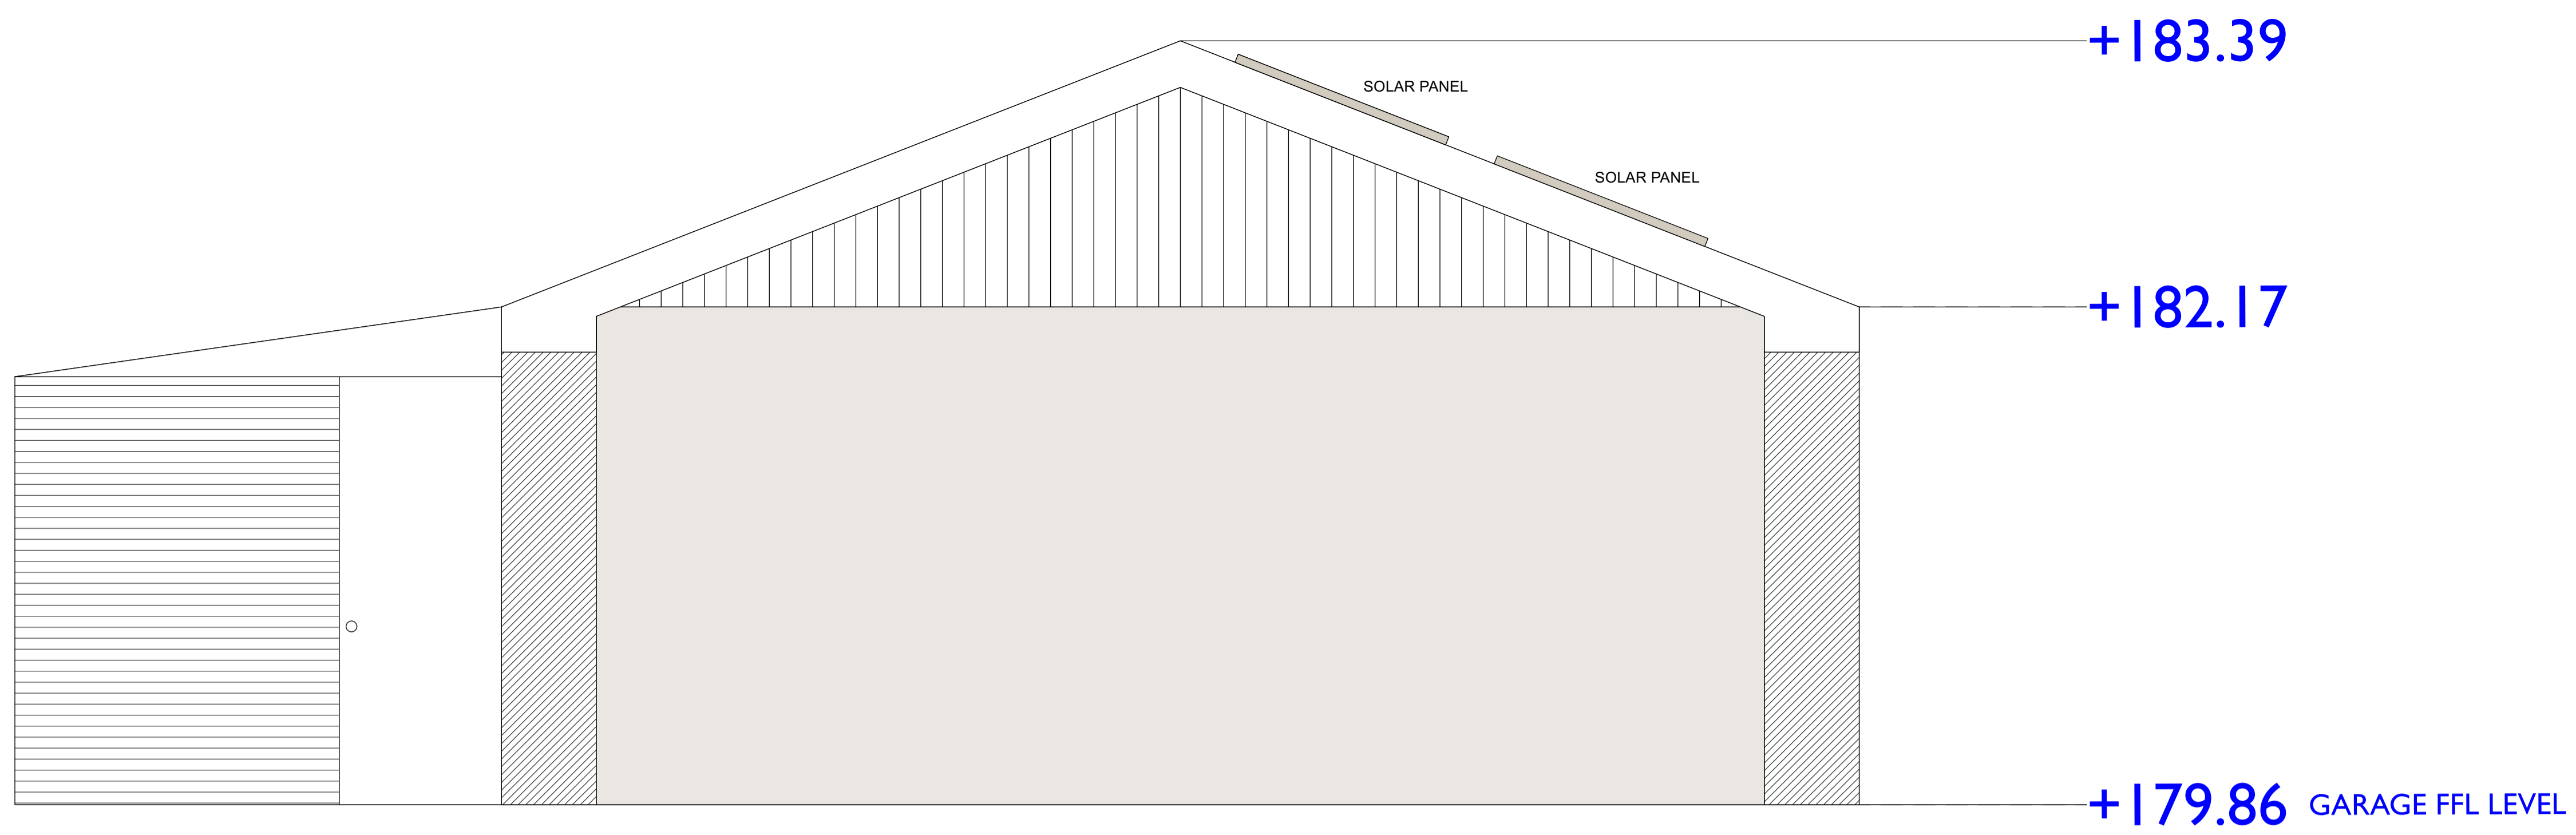 +183.39
SOLAR PANEL
SOLAR PANEL
+182.17
+179.86 GARAGE FFL LEVEL